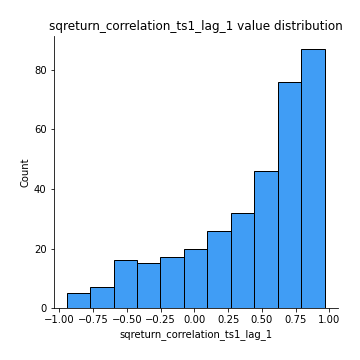 sqreturn_correlation_ts1_lag_1 value distribution
Count
80
60
40
20
0
−1.00 −0.75 −0.50 −0.25 0.00 0.25 0.50 0.75 1.00
sqreturn_correlation_ts1_lag_1